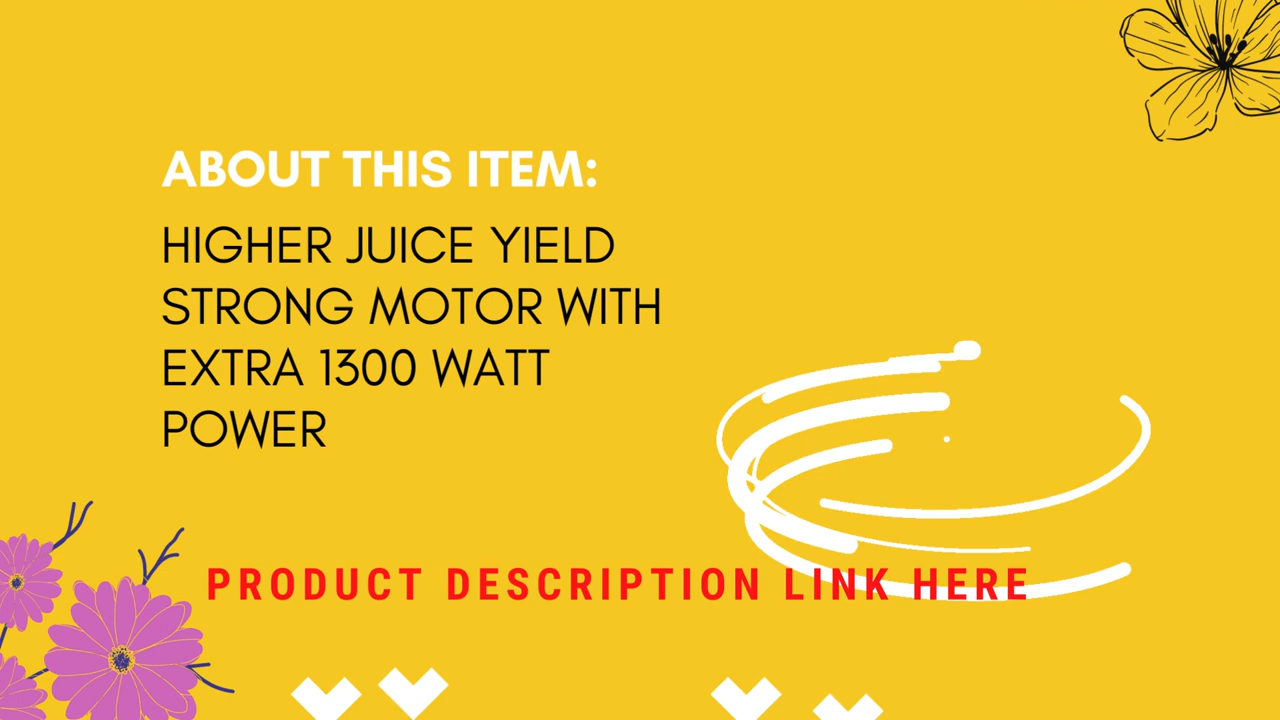 ABOUT THIS ITEM:
HIGHER JUICE YIELD
STRONG MOTOR WITH
EXTRA 1300 WATT
POWER
PRODUCT DESCRIPTION LINK HERE